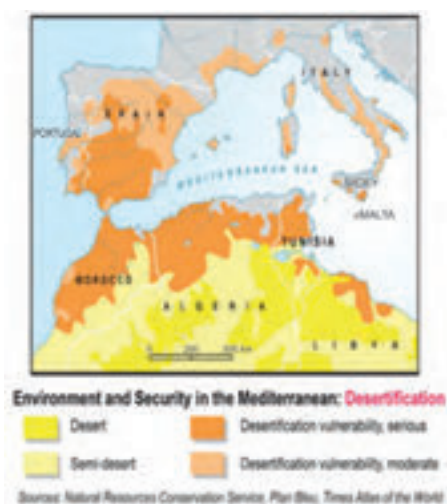 ITALY
SPAIN
PORTUGAL
MEDITERRANEAN SEA
SICILY
MALTA
TUNISIA
MOROCCO
ALGERIA
LIBYA
Environment and Security in the Mediterranean: Desertification
Desert
Desertification vulnerability, serious
Semi-desert
Desertification vulnerability, moderate
Sources: Natural Resources Conservation Service, Plan Bleu, Times Atlas of the World